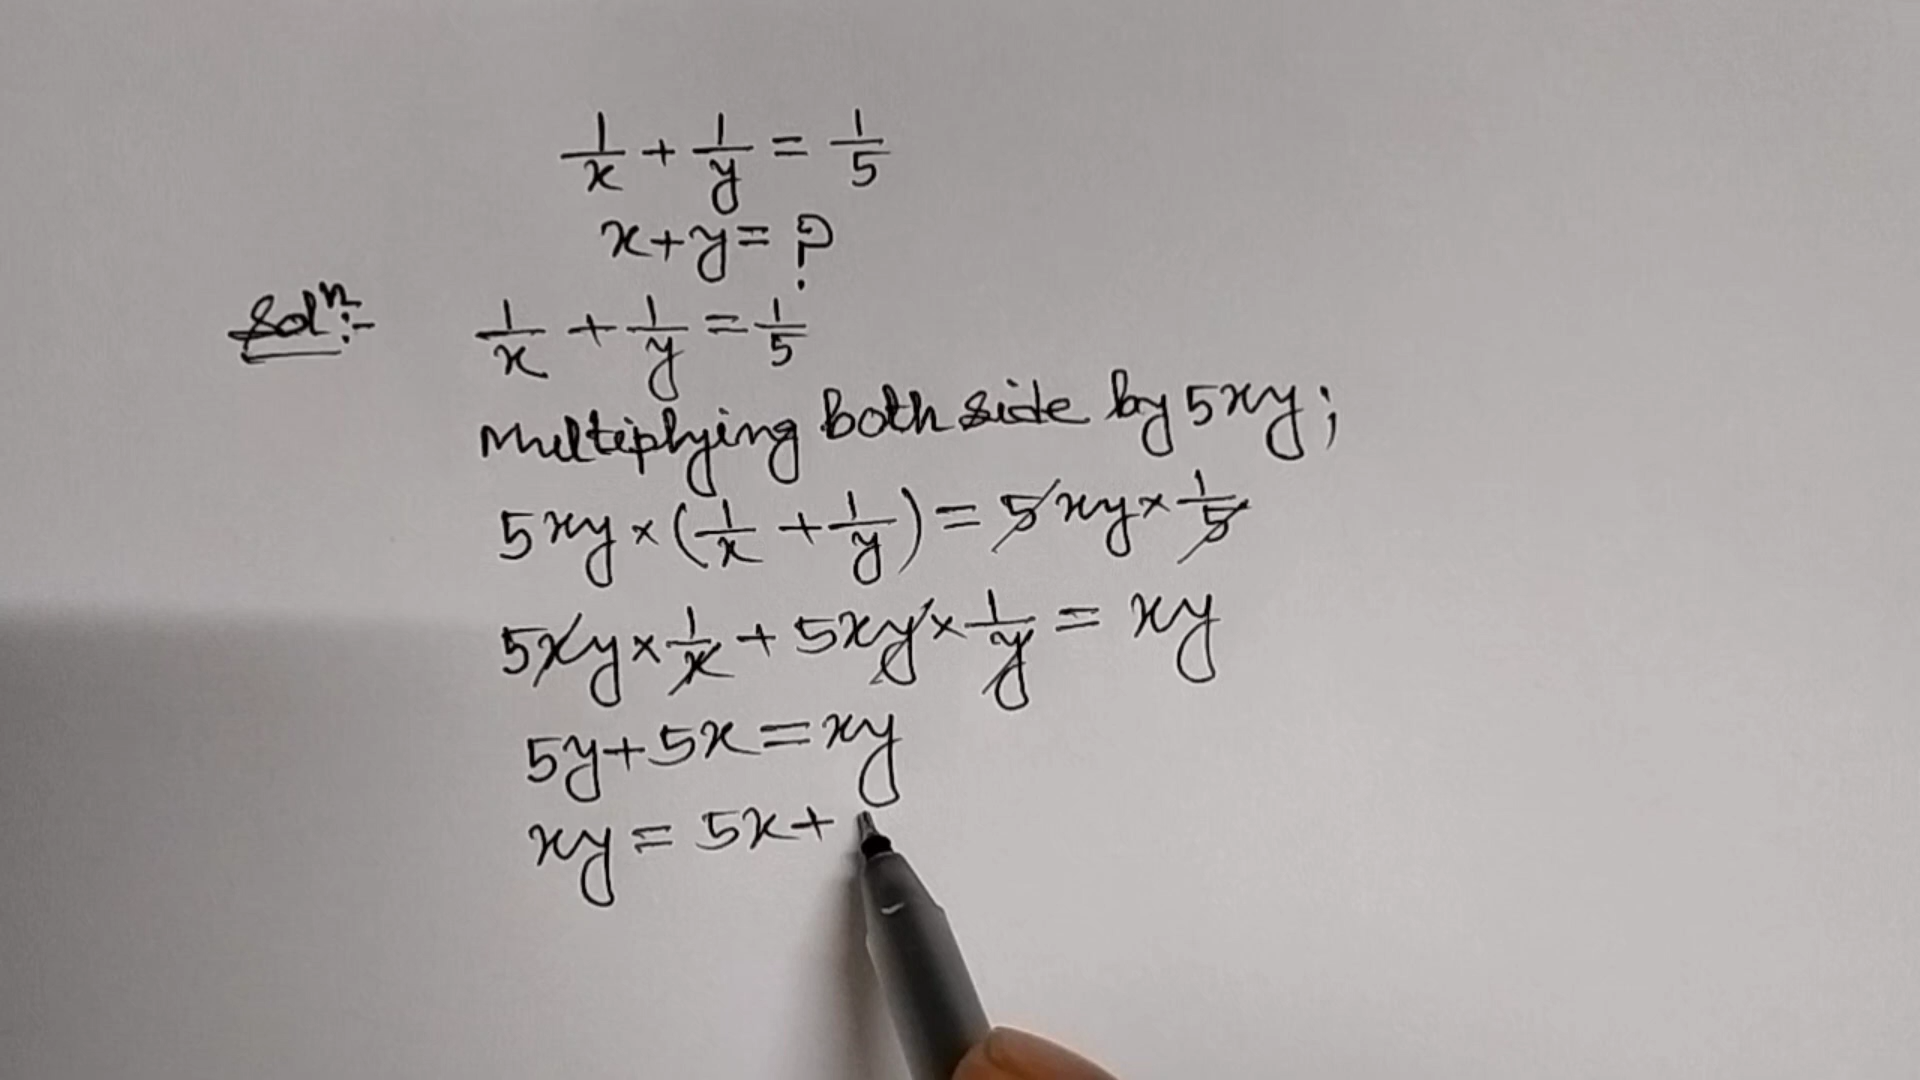 1/x + 1/y = 1/5
x+y= ?
Solⁿ:- 1/x + 1/y = 1/5
Multiplying both side by 5xy;
5xy × (1/x + 1/y) = 5xy × 1/5
5xy × 1/x + 5xy × 1/y = xy
5y+5x=xy
xy = 5x+